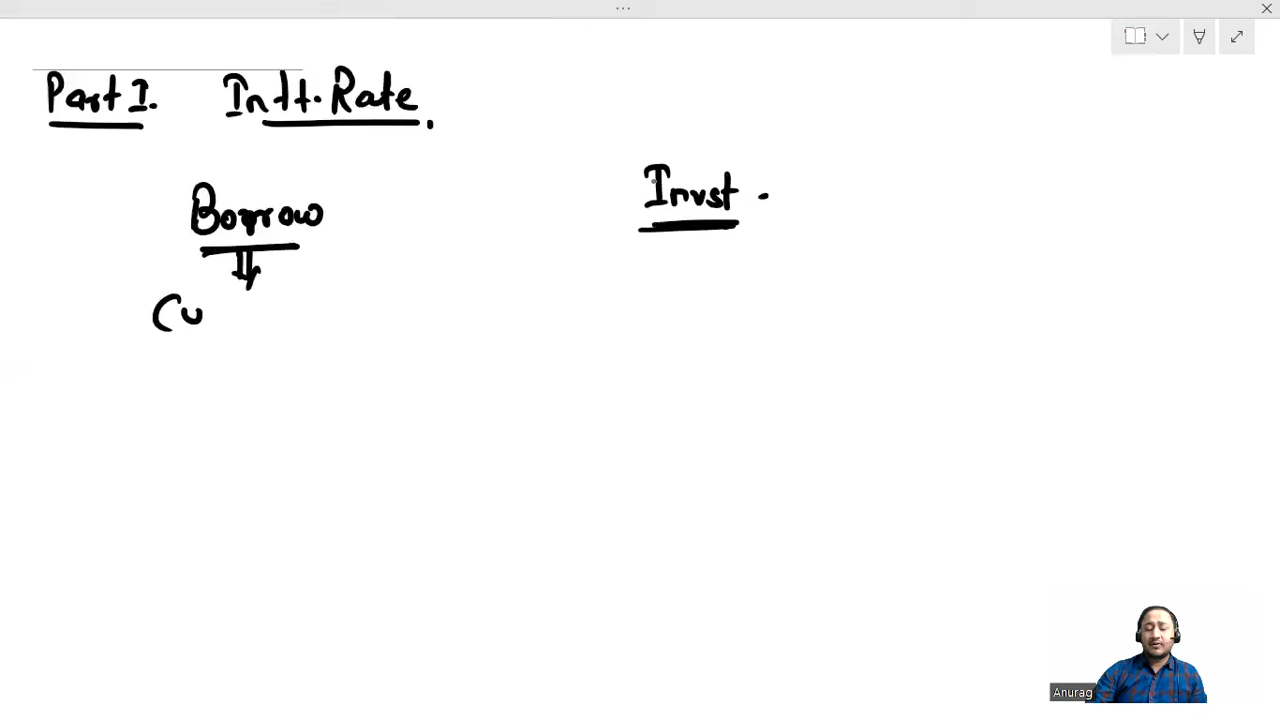 Part I. Intt. Rate.
Borrow
Invst.
Cu
Anurag